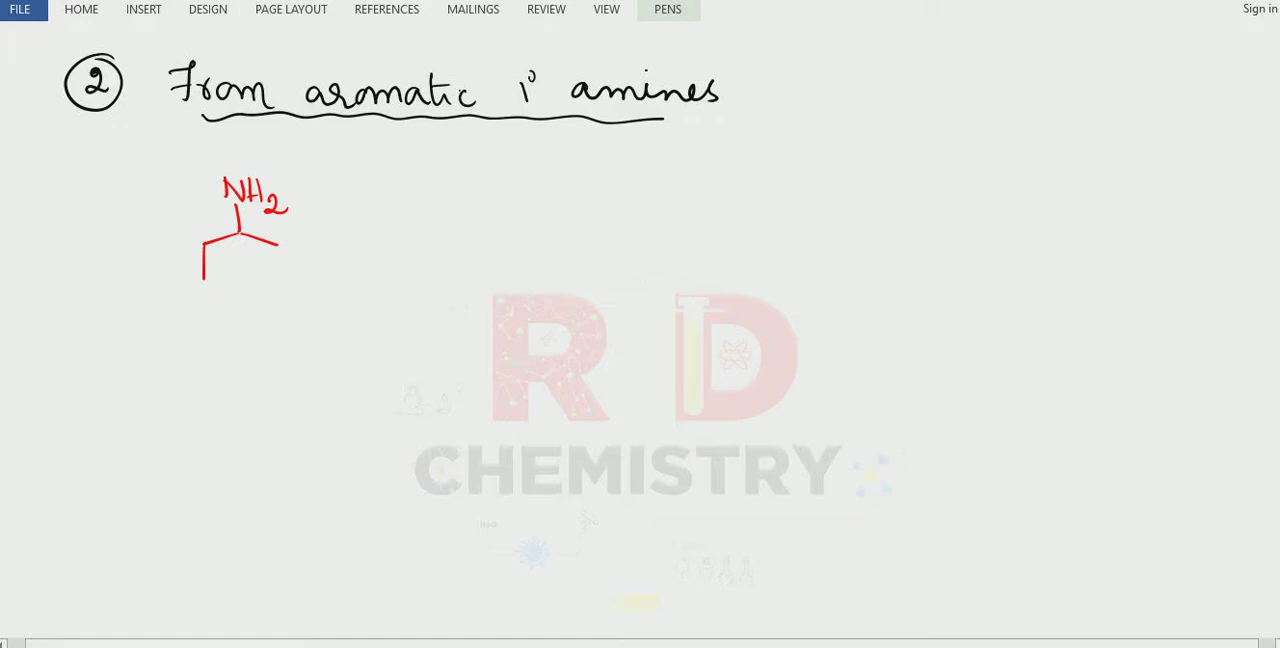 FILE HOME INSERT DESIGN PAGE LAYOUT REFERENCES MAILINGS REVIEW VIEW PENS Sign in
2 From aromatic 1° amines
NH2
R D
CHEMISTRY